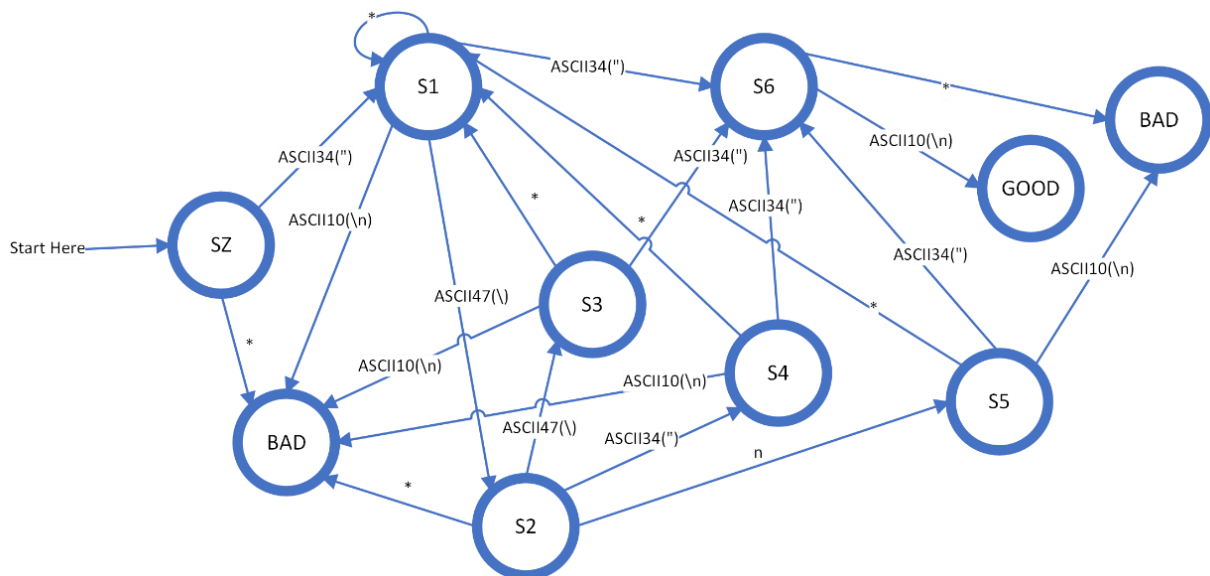 *
S1
ASCII34(")
S6
*
BAD
ASCII10(\n)
ASCII34(")
ASCII34(")
GOOD
*
ASCII34(")
ASCII10(\n)
*
SZ
Start Here
ASCII34(")
ASCII10(\n)
ASCII47(\)
S3
*
*
ASCII10(\n)
ASCII10(\n)
S4
S5
BAD
ASCII47(\)
ASCII34(")
n
*
S2